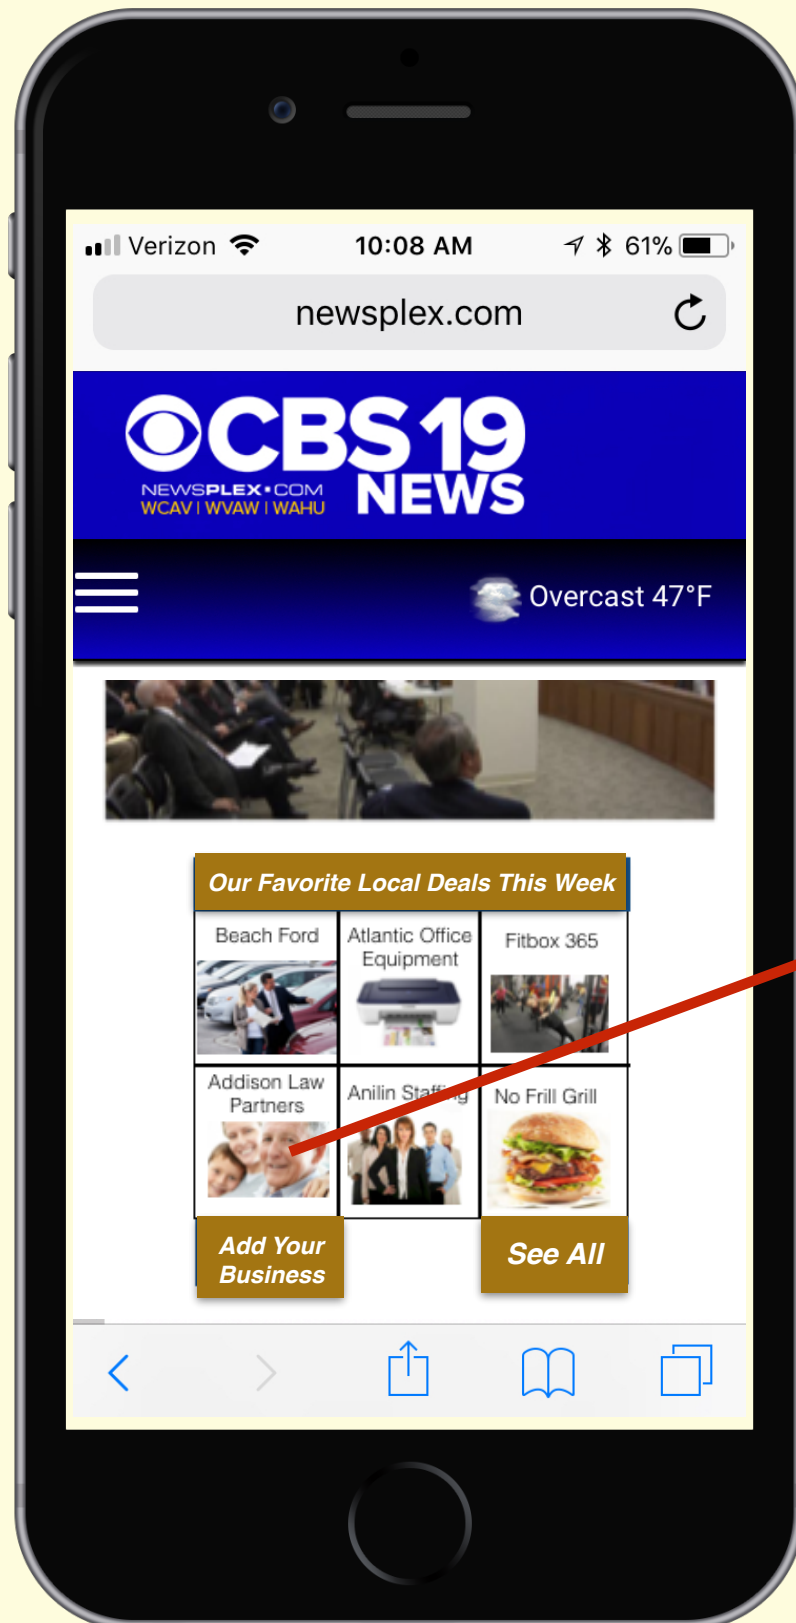 Verizon 10:08 AM 61%
newsplex.com
CBS 19
NEWSPLEX•COM
NEWS
WCAV | WVAW | WAHU
Overcast 47°F
Our Favorite Local Deals This Week
Beach Ford
Atlantic Office
Equipment
Fitbox 365
Addison Law
Partners
Anilin Staffing
No Frill Grill
Add Your
Business
See All